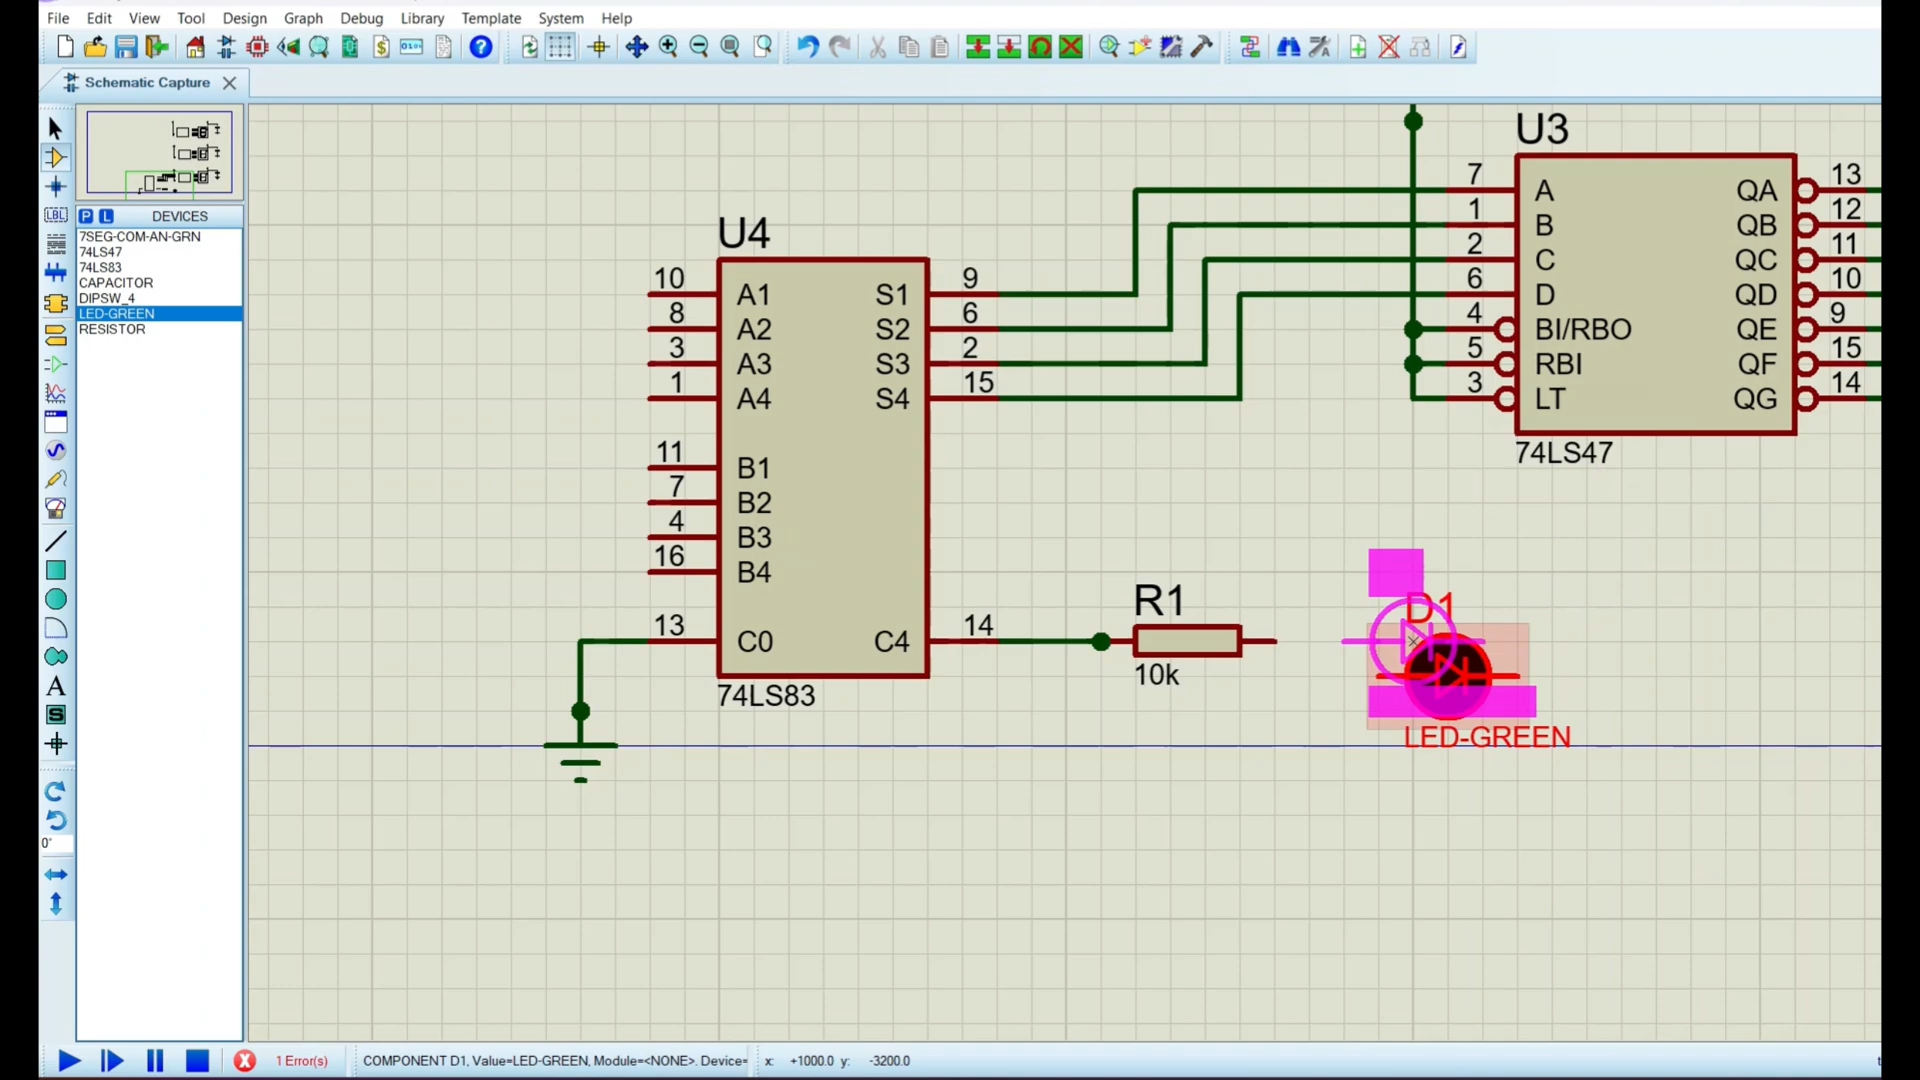 File Edit View Tool Design Graph Debug Library Template System Help
Schematic Capture
P L DEVICES
7SEG-COM-AN-GRN
74LS47
74LS83
CAPACITOR
DIPSW_4
LED-GREEN
RESISTOR
LBL
A
S
0°
U3
7 A QA 13
1 B QB 12
2 C QC 11
6 D QD 10
4 BI/RBO QE 9
5 RBI QF 15
3 LT QG 14
74LS47
U4
10 A1 S1 9
8 A2 S2 6
3 A3 S3 2
1 A4 S4 15
11 B1
7 B2
4 B3
16 B4
13 C0 C4 14
74LS83
R1
10k
D1
LED-GREEN
1 Error(s) COMPONENT D1, Value=LED-GREEN, Module=<NONE>. Device= x: +1000.0 y: -3200.0